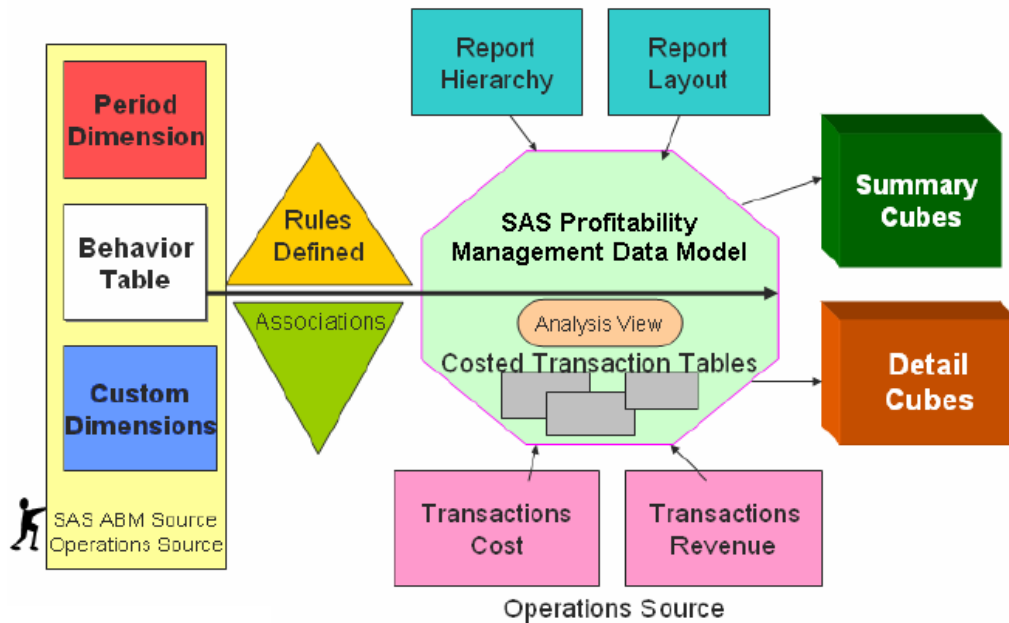 Period
Dimension
Behavior
Table
Custom
Dimensions
SAS ABM Source
Operations Source
Rules
Defined
Associations
Report
Hierarchy
Report
Layout
SAS Profitability
Management Data Model
Analysis View
Costed Transaction Tables
Transactions
Cost
Transactions
Revenue
Operations Source
Summary
Cubes
Detail
Cubes